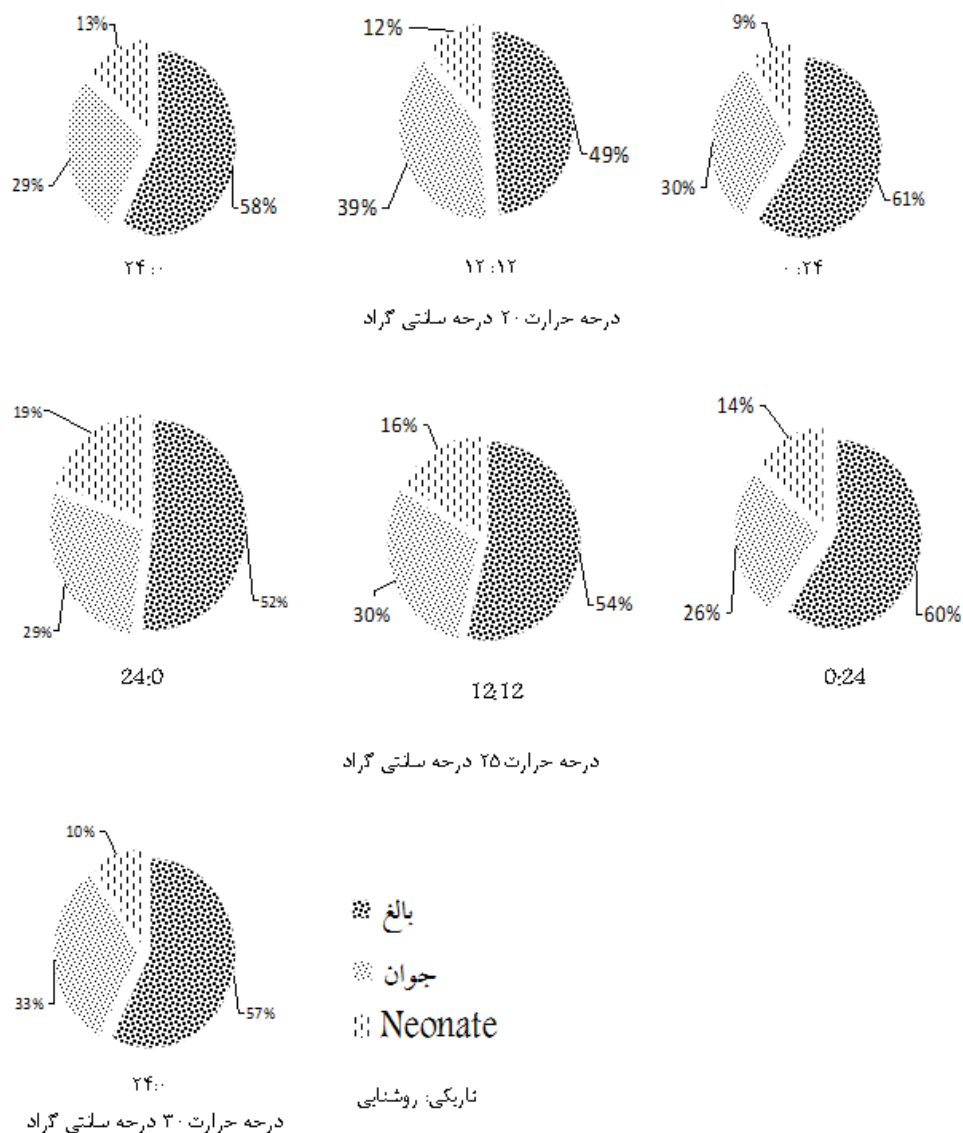 13% 12% 9%
49%
29% 58% 39% 30% 61%
۲۴:۰ ۱۲:۱۲ ۰:۲۴
درجه حرارت ۲۰ درجه سانتی گراد
19% 16% 14%
29% 52% 30% 54% 26% 60%
24:0 12:12 0:24
درجه حرارت ۲۵ درجه سانتی گراد
10%
33% 57%
۲۴:۰
درجه حرارت ۳۰ درجه سانتی گراد
بالغ
جوان
Neonate
تاریکی: روشنایی